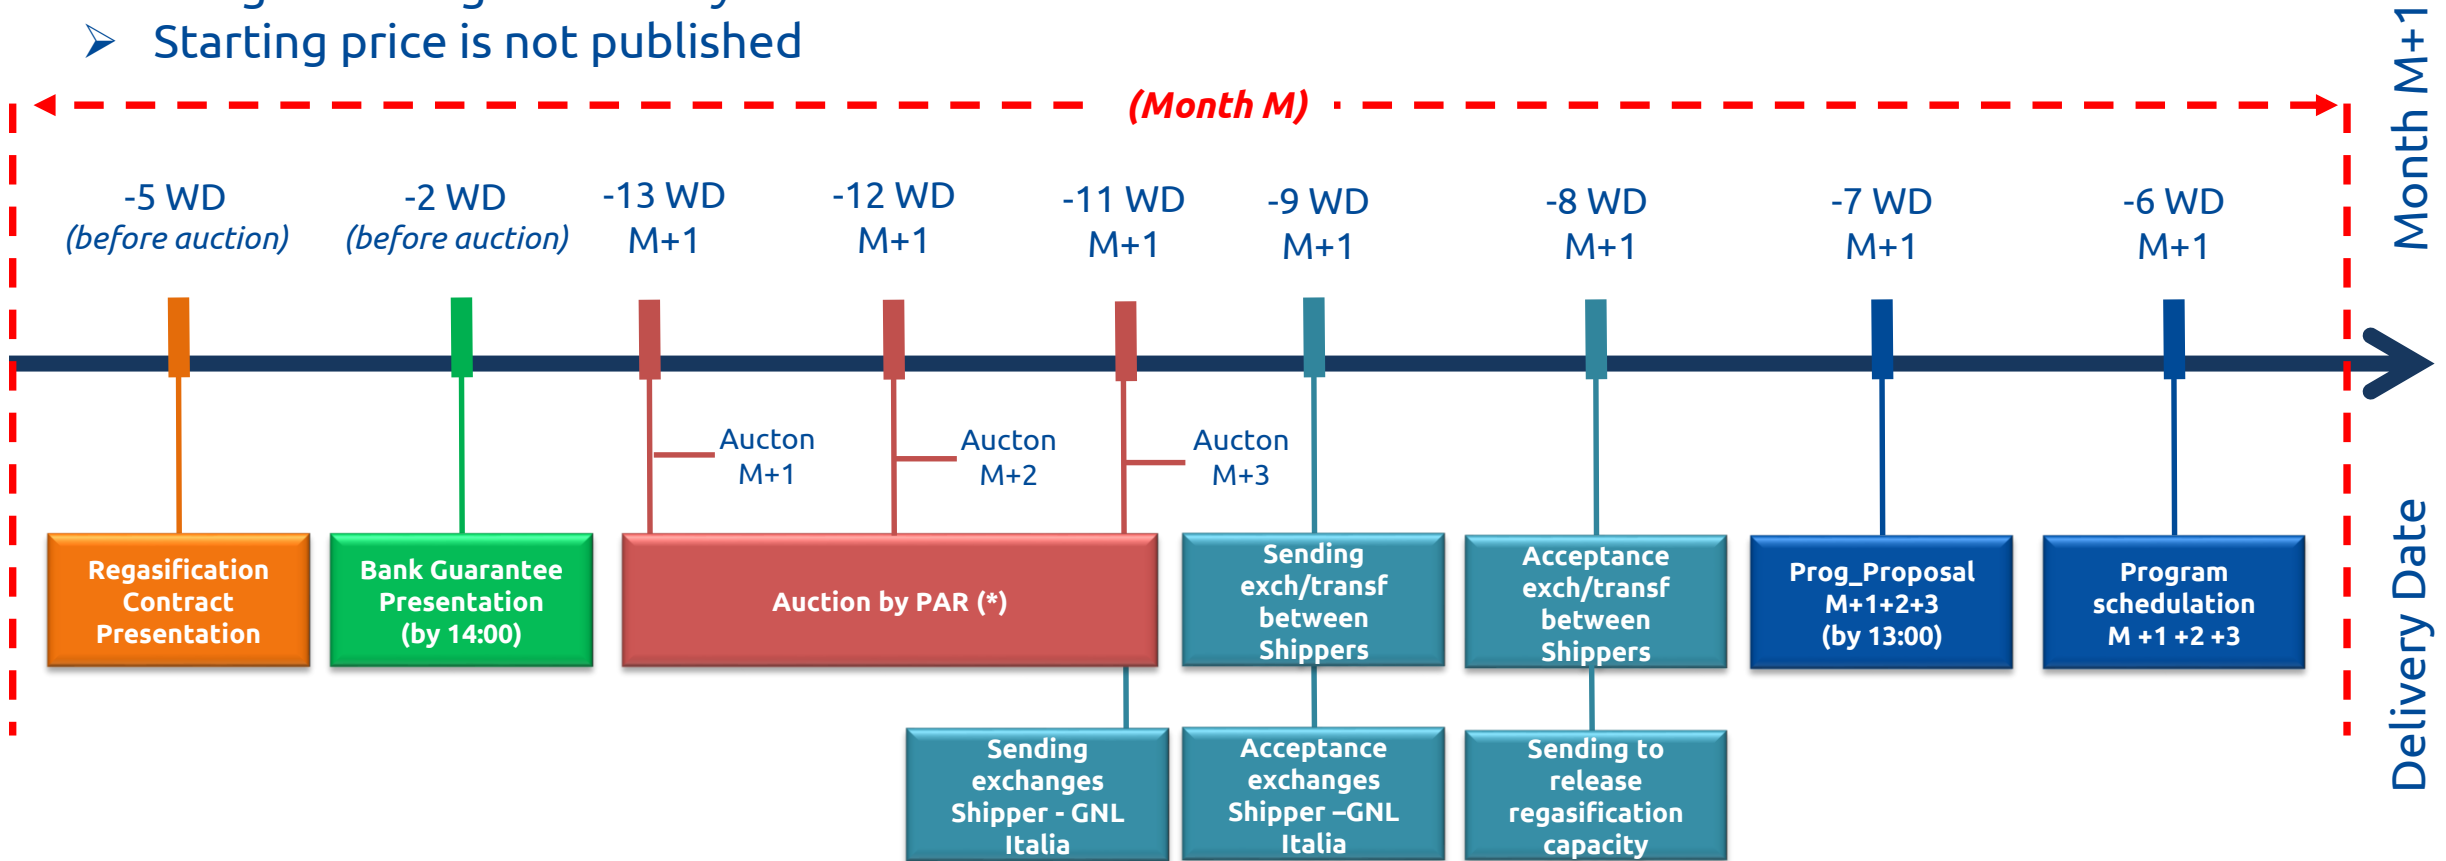 ➢ Starting price is not published
(Month M)
Month M+1
-5 WD
(before auction)
-2 WD
(before auction)
-13 WD
M+1
-12 WD
M+1
-11 WD
M+1
-9 WD
M+1
-8 WD
M+1
-7 WD
M+1
-6 WD
M+1
Aucton
M+1
Aucton
M+2
Aucton
M+3
Regasification
Contract
Presentation
Bank Guarantee
Presentation
(by 14:00)
Auction by PAR (*)
Sending
exch/transf
between
Shippers
Acceptance
exch/transf
between
Shippers
Prog_Proposal
M+1+2+3
(by 13:00)
Program
schedulation
M +1 +2 +3
Sending
exchanges
Shipper - GNL
Italia
Acceptance
exchanges
Shipper –GNL
Italia
Sending to
release
regasification
capacity
Delivery Date